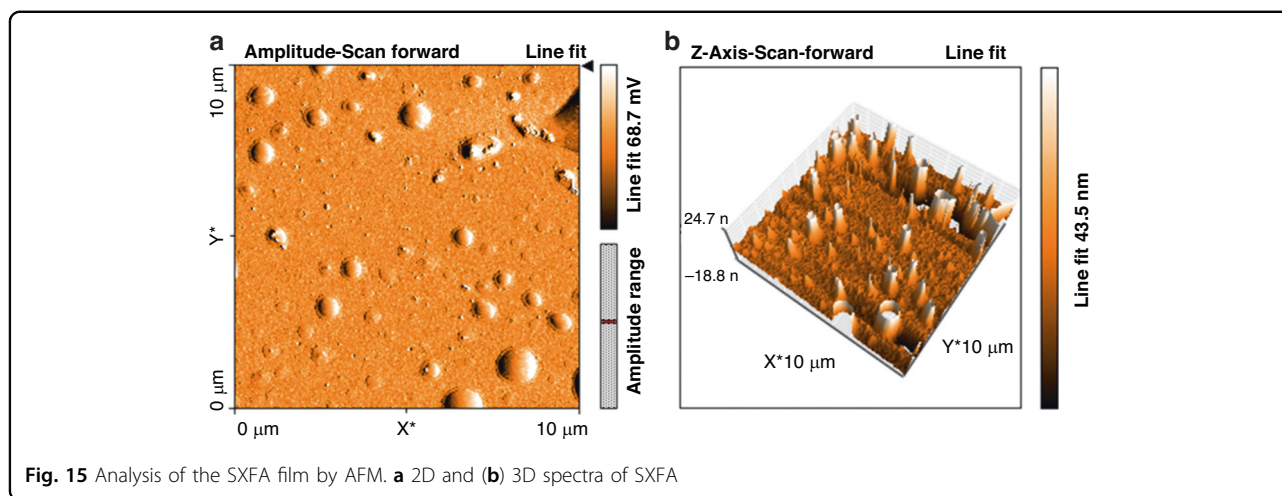 a
Amplitude-Scan forward
Line fit
10 µm
Y*
0 µm
0 µm
X*
10 µm
Line fit 68.7 mV
Amplitude range
b
Z-Axis-Scan-forward
Line fit
24.7 n
−18.8 n
X*10 µm
Y*10 µm
Line fit 43.5 nm
Fig. 15 Analysis of the SXFA film by AFM. a 2D and (b) 3D spectra of SXFA